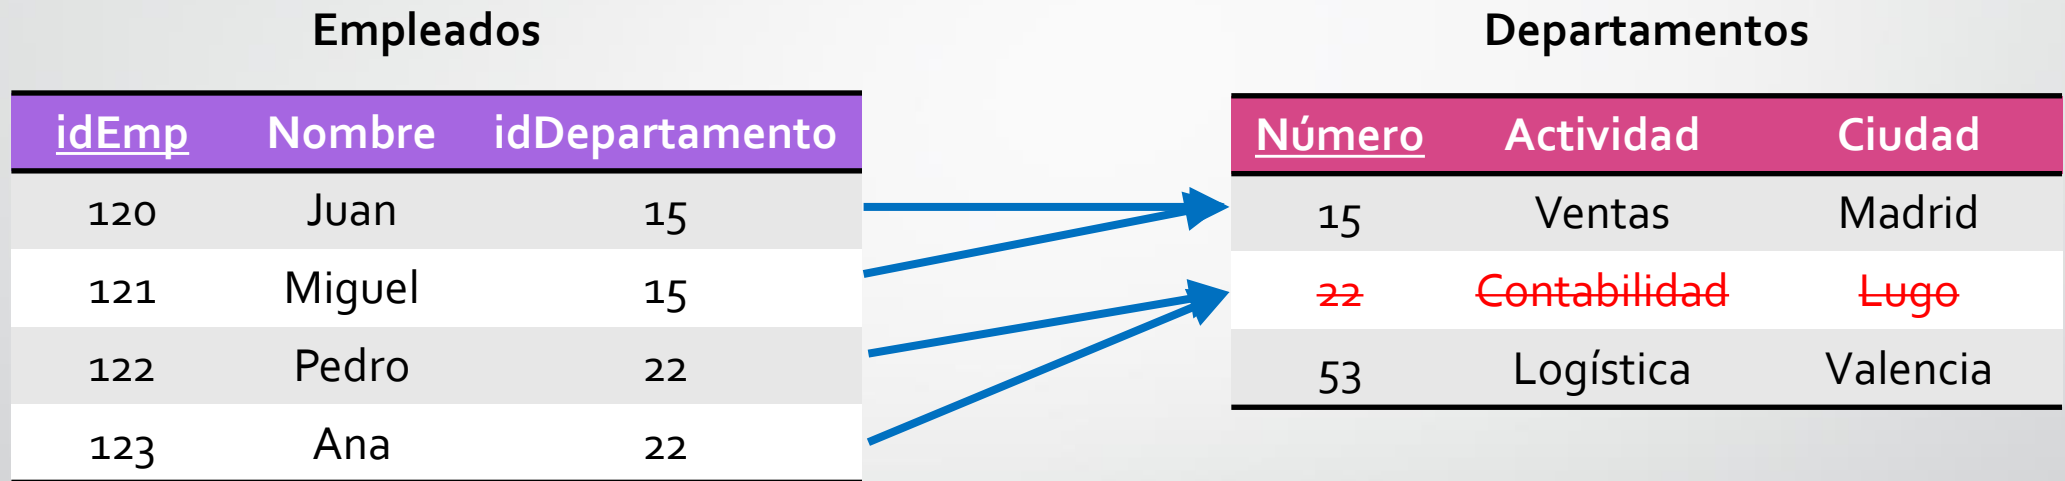 Empleados
idEmp Nombre idDepartamento
120 Juan 15
121 Miguel 15
122 Pedro 22
123 Ana 22
Departamentos
Número Actividad Ciudad
15 Ventas Madrid
22 Contabilidad Lugo
53 Logística Valencia